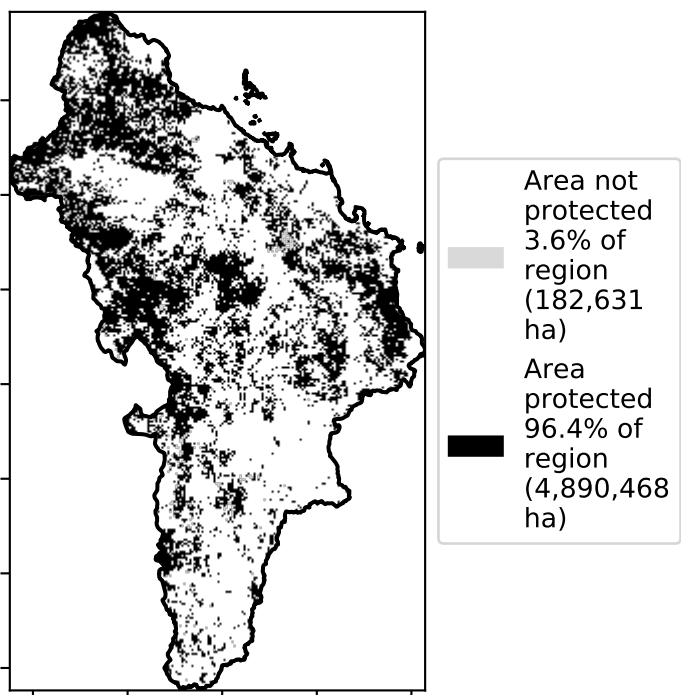 Area not
protected
3.6% of
region
(182,631
ha)
Area
protected
96.4% of
region
(4,890,468
ha)